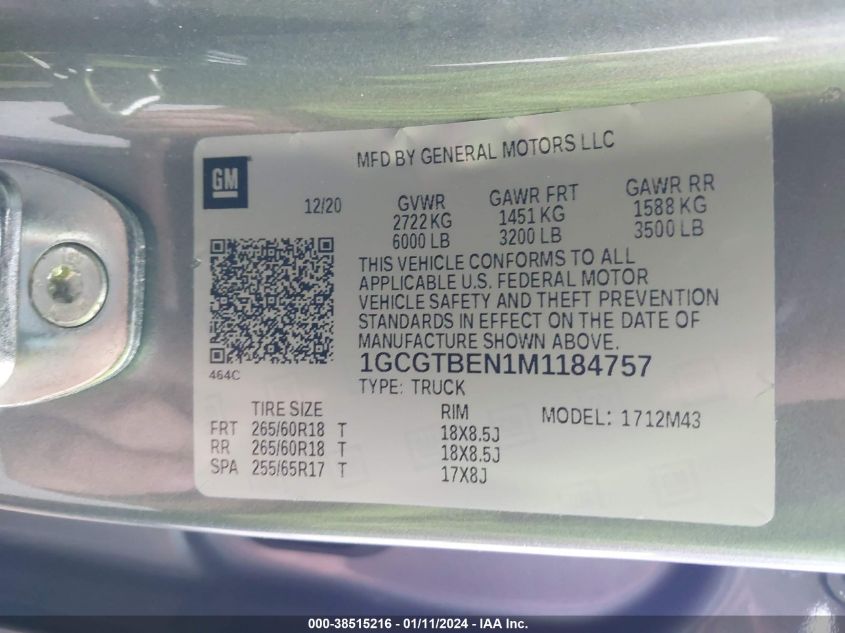 MFD BY GENERAL MOTORS LLC
GM
12/20
GVWR GAWR FRT GAWR RR
2722 KG 1451 KG 1588 KG
6000 LB 3200 LB 3500 LB
THIS VEHICLE CONFORMS TO ALL
APPLICABLE U.S. FEDERAL MOTOR
VEHICLE SAFETY AND THEFT PREVENTION
STANDARDS IN EFFECT ON THE DATE OF
MANUFACTURE SHOWN ABOVE.
1GCGTBEN1M1184757
464C
TYPE: TRUCK
TIRE SIZE RIM MODEL: 1712M43
FRT 265/60R18 T 18X8.5J
RR 265/60R18 T 18X8.5J
SPA 255/65R17 T 17X8J
000-38515216 - 01/11/2024 - IAA Inc.